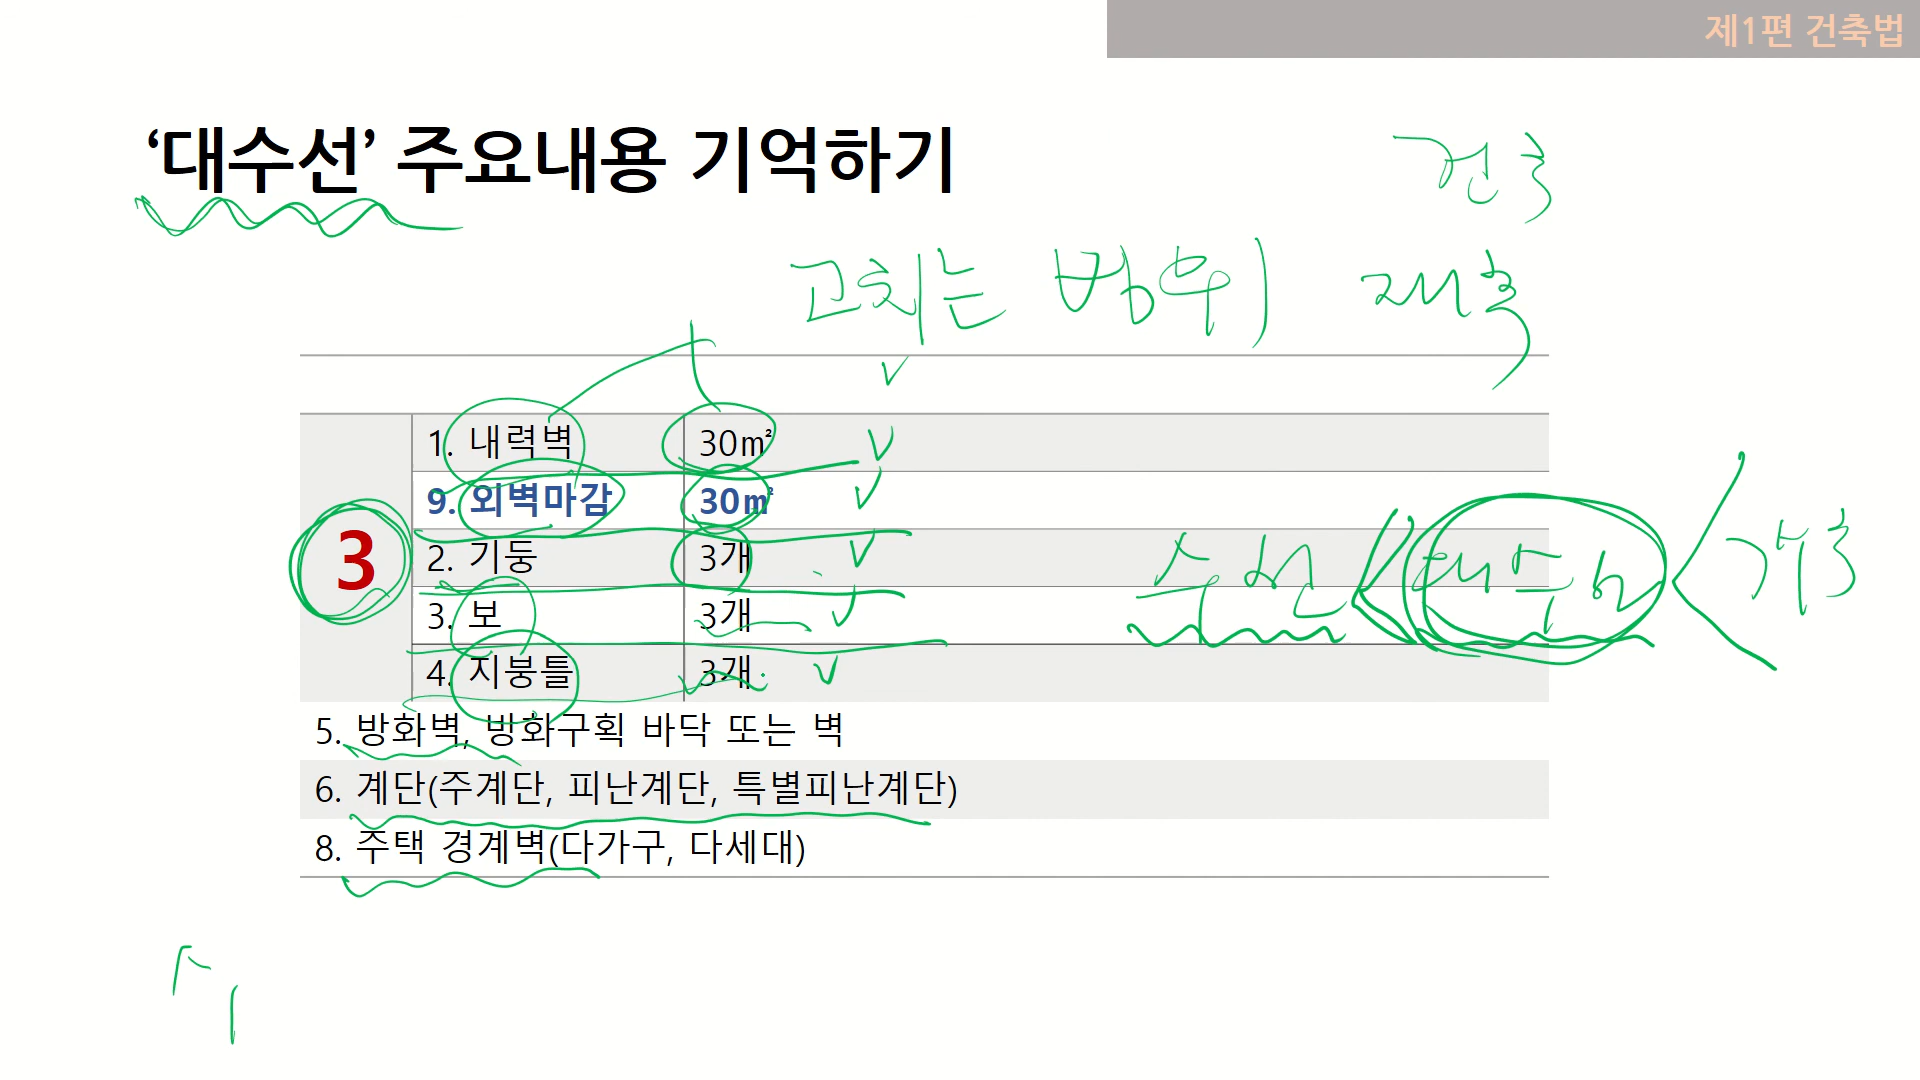 제1편 건축법
‘대수선’ 주요내용 기억하기
건축
고치는 범위 재축
3
1. 내력벽 30㎡
9. 외벽마감 30㎡
2. 기둥 3개
수선 < 대수선 < 개축
3. 보 3개
4. 지붕틀 3개
5. 방화벽, 방화구획 바닥 또는 벽
6. 계단(주계단, 피난계단, 특별피난계단)
8. 주택 경계벽(다가구, 다세대)